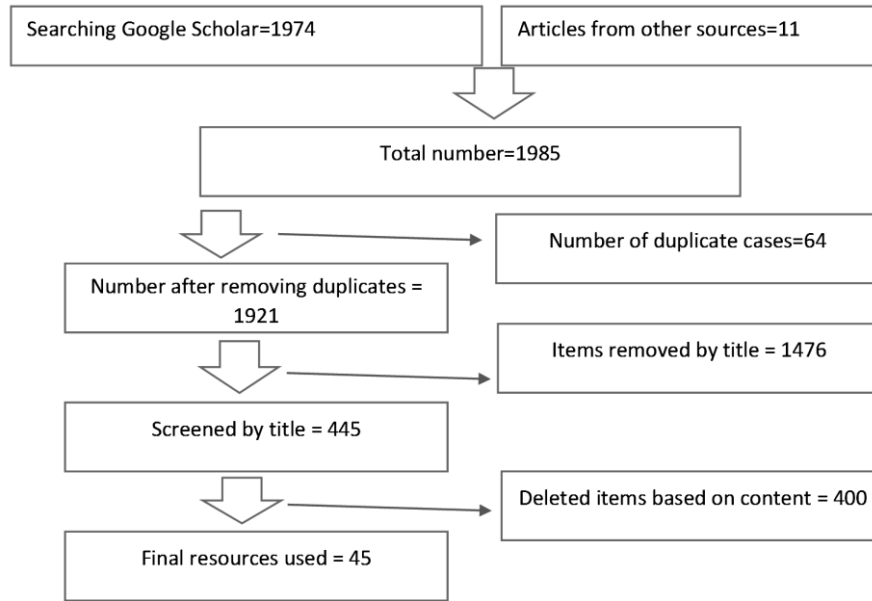 Searching Google Scholar=1974
Articles from other sources=11
Total number=1985
Number of duplicate cases=64
Number after removing duplicates =
1921
Items removed by title = 1476
Screened by title = 445
Deleted items based on content = 400
Final resources used = 45